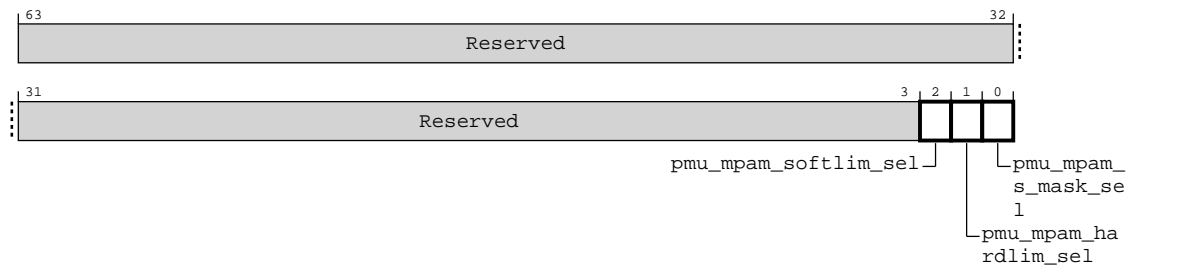 63 32
Reserved
31 3 2 1 0
Reserved
pmu_mpam_softlim_sel
pmu_mpam_
s_mask_se
l
pmu_mpam_ha
rdlim_sel